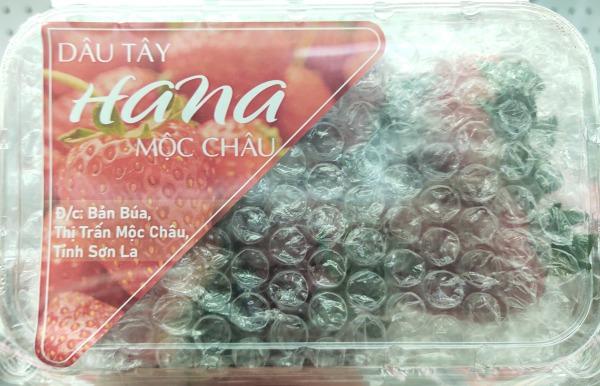 DÂU TÂY
Hana
MỘC CHÂU
Đ/c: Bản Búa,
Thị Trấn Mộc Châu,
Tỉnh Sơn La